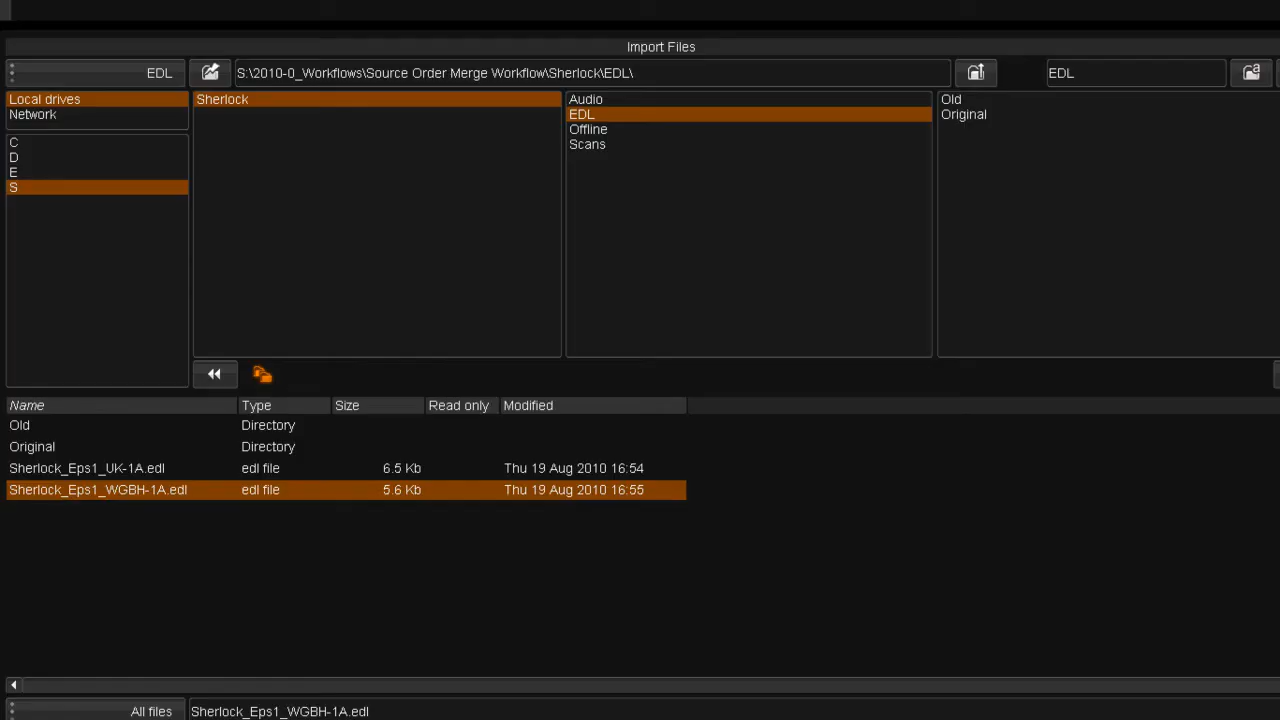 Import Files
EDL S:\2010-0_Workflows\Source Order Merge Workflow\Sherlock\EDL\ EDL
Local drives Sherlock Audio Old
Network EDL Original
Offline
C Scans
D
E
S
Name Type Size Read only Modified
Old Directory
Original Directory
Sherlock_Eps1_UK-1A.edl edl file 6.5 Kb Thu 19 Aug 2010 16:54
Sherlock_Eps1_WGBH-1A.edl edl file 5.6 Kb Thu 19 Aug 2010 16:55
All files Sherlock_Eps1_WGBH-1A.edl